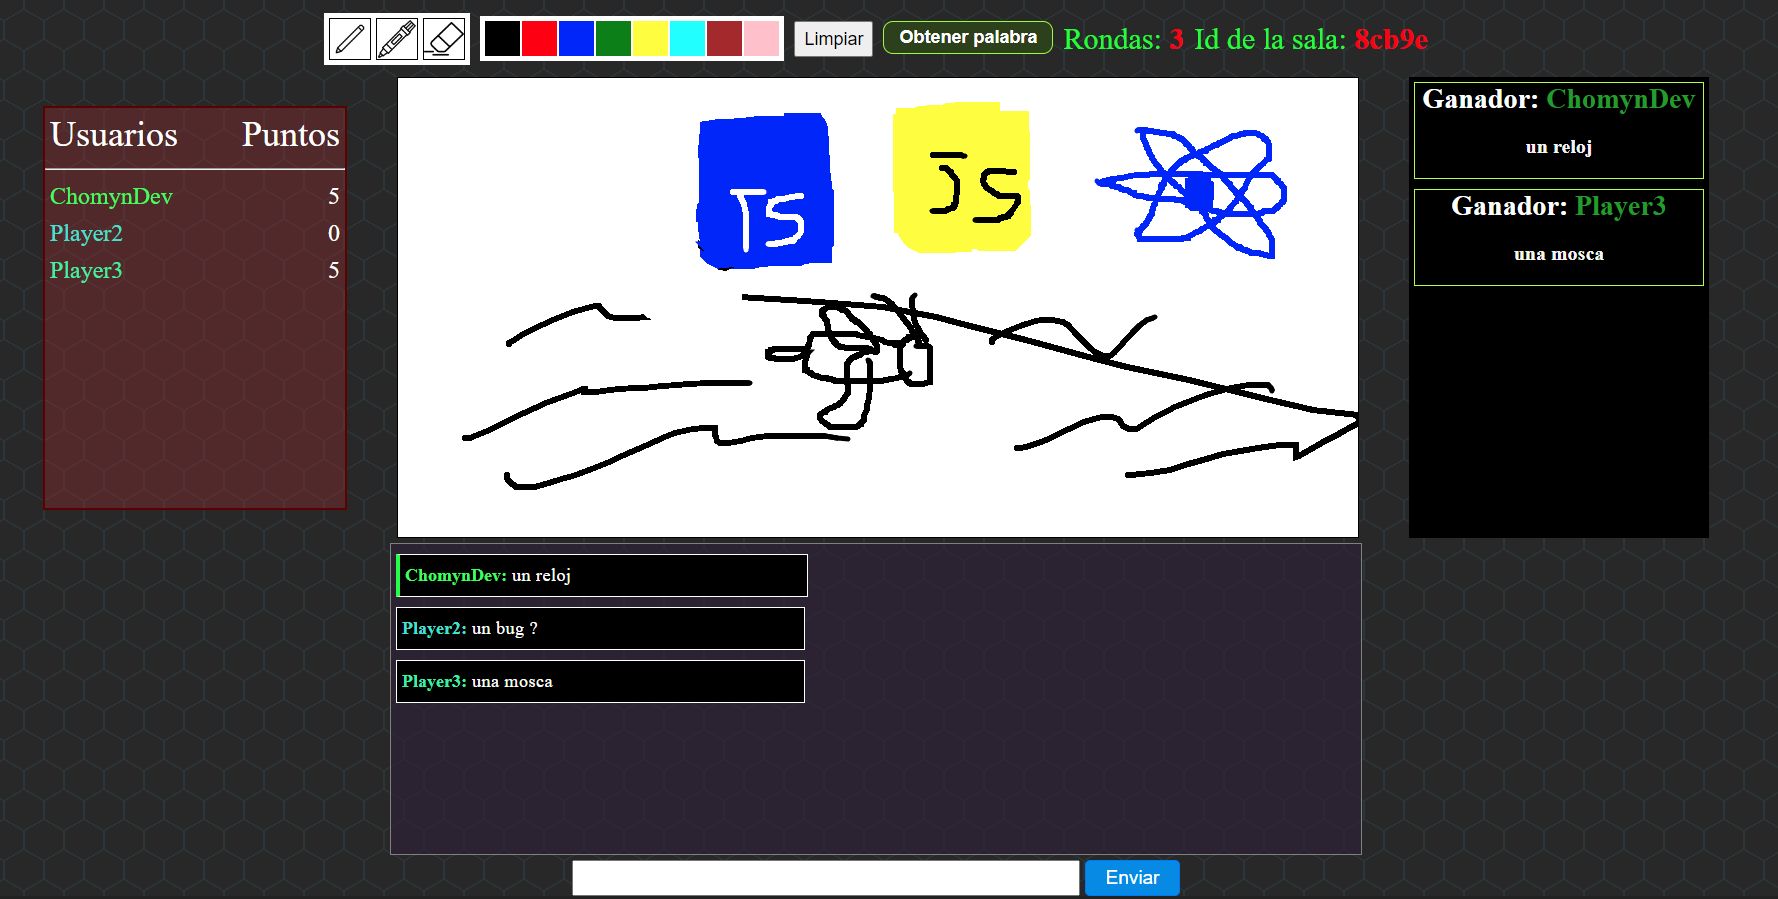 Limpiar
Obtener palabra
Rondas: 3 Id de la sala: 8cb9e
Usuarios Puntos
ChomynDev 5
Player2 0
Player3 5
TS
JS
Ganador: ChomynDev
un reloj
Ganador: Player3
una mosca
ChomynDev: un reloj
Player2: un bug ?
Player3: una mosca
Enviar